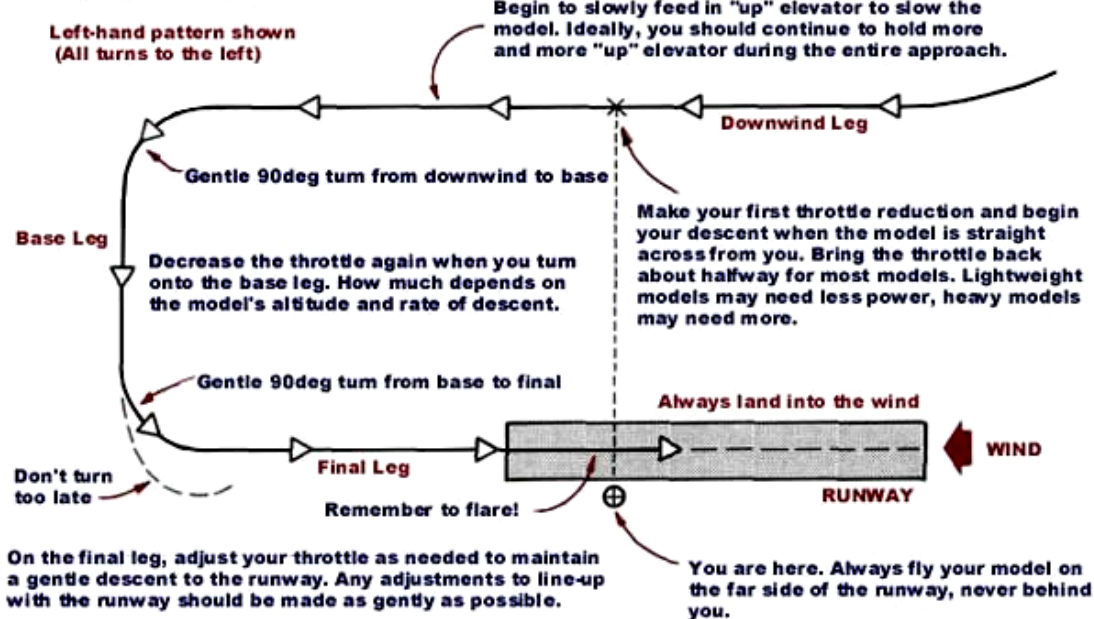 Left-hand pattern shown
(All turns to the left)
Begin to slowly feed in "up" elevator to slow the
model. Ideally, you should continue to hold more
and more "up" elevator during the entire approach.
Downwind Leg
Gentle 90deg tum from downwind to base
Make your first throttle reduction and begin
your descent when the model is straight
across from you. Bring the throttle back
about halfway for most models. Lightweight
models may need less power, heavy models
may need more.
Base Leg
Decrease the throttle again when you turn
onto the base leg. How much depends on
the model's altitude and rate of descent.
Gentle 90deg tum from base to final
Always land into the wind
WIND
Final Leg
Don't turn
too late
RUNWAY
Remember to flare!
On the final leg, adjust your throttle as needed to maintain
a gentle descent to the runway. Any adjustments to line-up
with the runway should be made as gently as possible.
You are here. Always fly your model on
the far side of the runway, never behind
you.